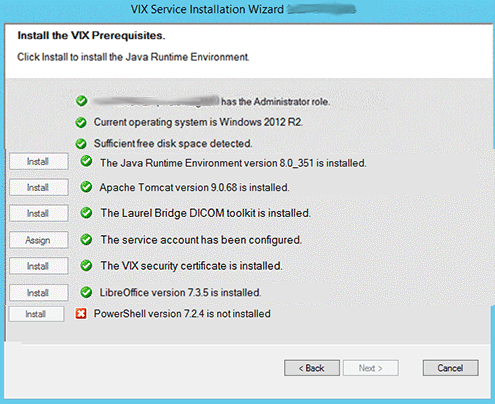 VIX Service Installation Wizard
Install the VIX Prerequisites.
Click Install to install the Java Runtime Environment.
has the Administrator role.
Current operating system is Windows 2012 R2.
Sufficient free disk space detected.
Install The Java Runtime Environment version 8.0_351 is installed.
Install Apache Tomcat version 9.0.68 is installed.
Install The Laurel Bridge DICOM toolkit is installed.
Assign The service account has been configured.
Install The VIX security certificate is installed.
Install LibreOffice version 7.3.5 is installed.
Install PowerShell version 7.2.4 is not installed
< Back Next > Cancel